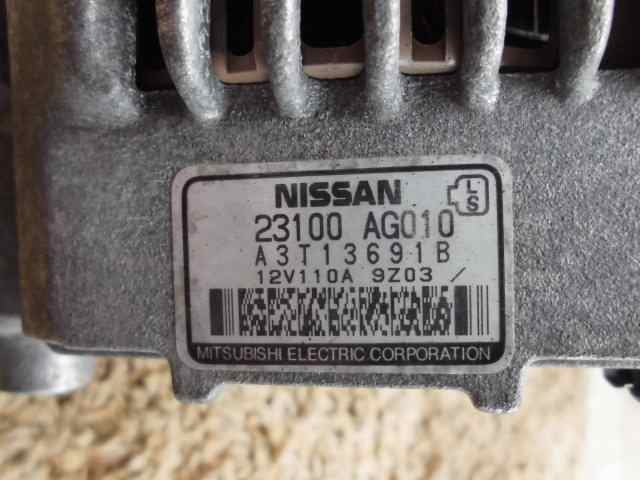 NISSAN
L
S
23100 AG010
A3T13691B
12V110A 9Z03 /
MITSUBISHI ELECTRIC CORPORATION